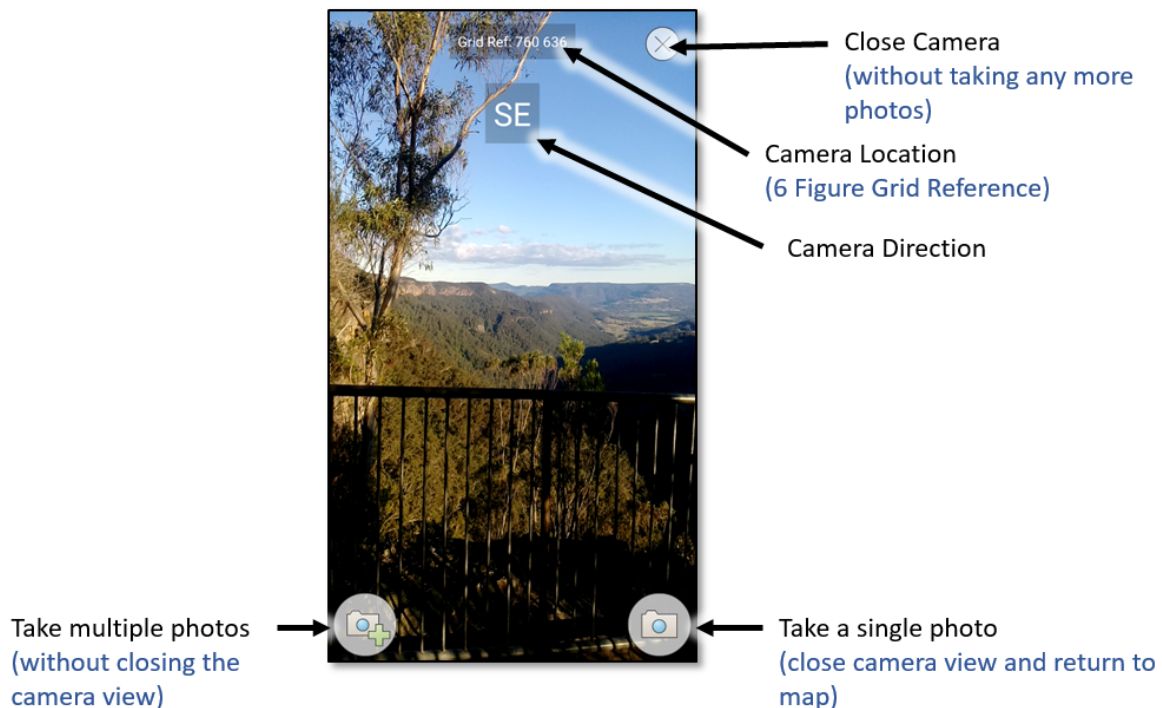 Grid Ref: 760 636
SE
Close Camera
(without taking any more
photos)
Camera Location
(6 Figure Grid Reference)
Camera Direction
Take multiple photos
(without closing the
camera view)
Take a single photo
(close camera view and return to
map)